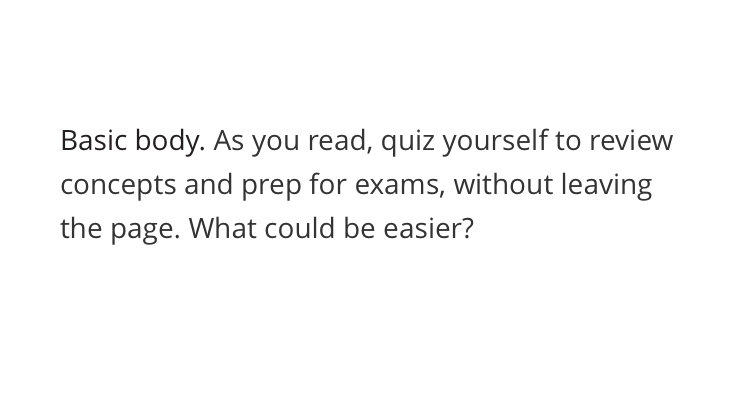 Basic body. As you read, quiz yourself to review
concepts and prep for exams, without leaving
the page. What could be easier?